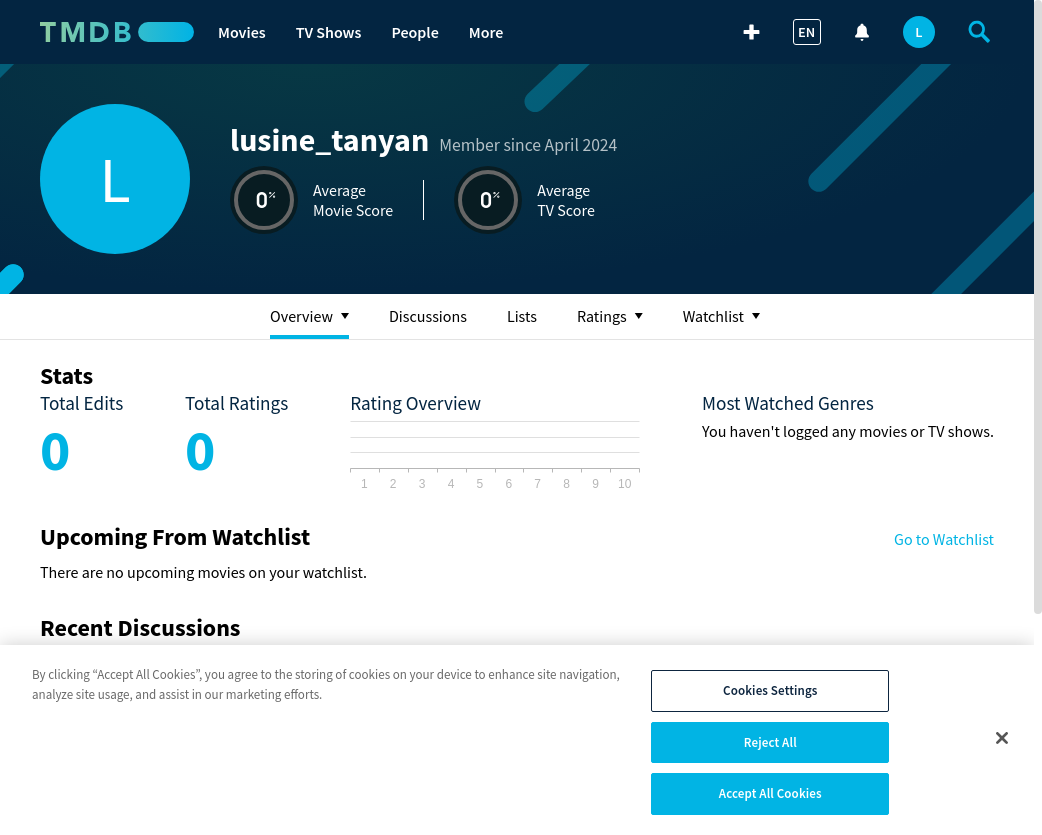 TMDB Movies TV Shows People More EN L
L
lusine_tanyan Member since April 2024
0% Average Movie Score
0% Average TV Score
Overview Discussions Lists Ratings Watchlist
Stats
Total Edits
0
Total Ratings
0
Rating Overview
1 2 3 4 5 6 7 8 9 10
Most Watched Genres
You haven't logged any movies or TV shows.
Upcoming From Watchlist
Go to Watchlist
There are no upcoming movies on your watchlist.
Recent Discussions
By clicking “Accept All Cookies”, you agree to the storing of cookies on your device to enhance site navigation,
analyze site usage, and assist in our marketing efforts.
Cookies Settings
Reject All
Accept All Cookies